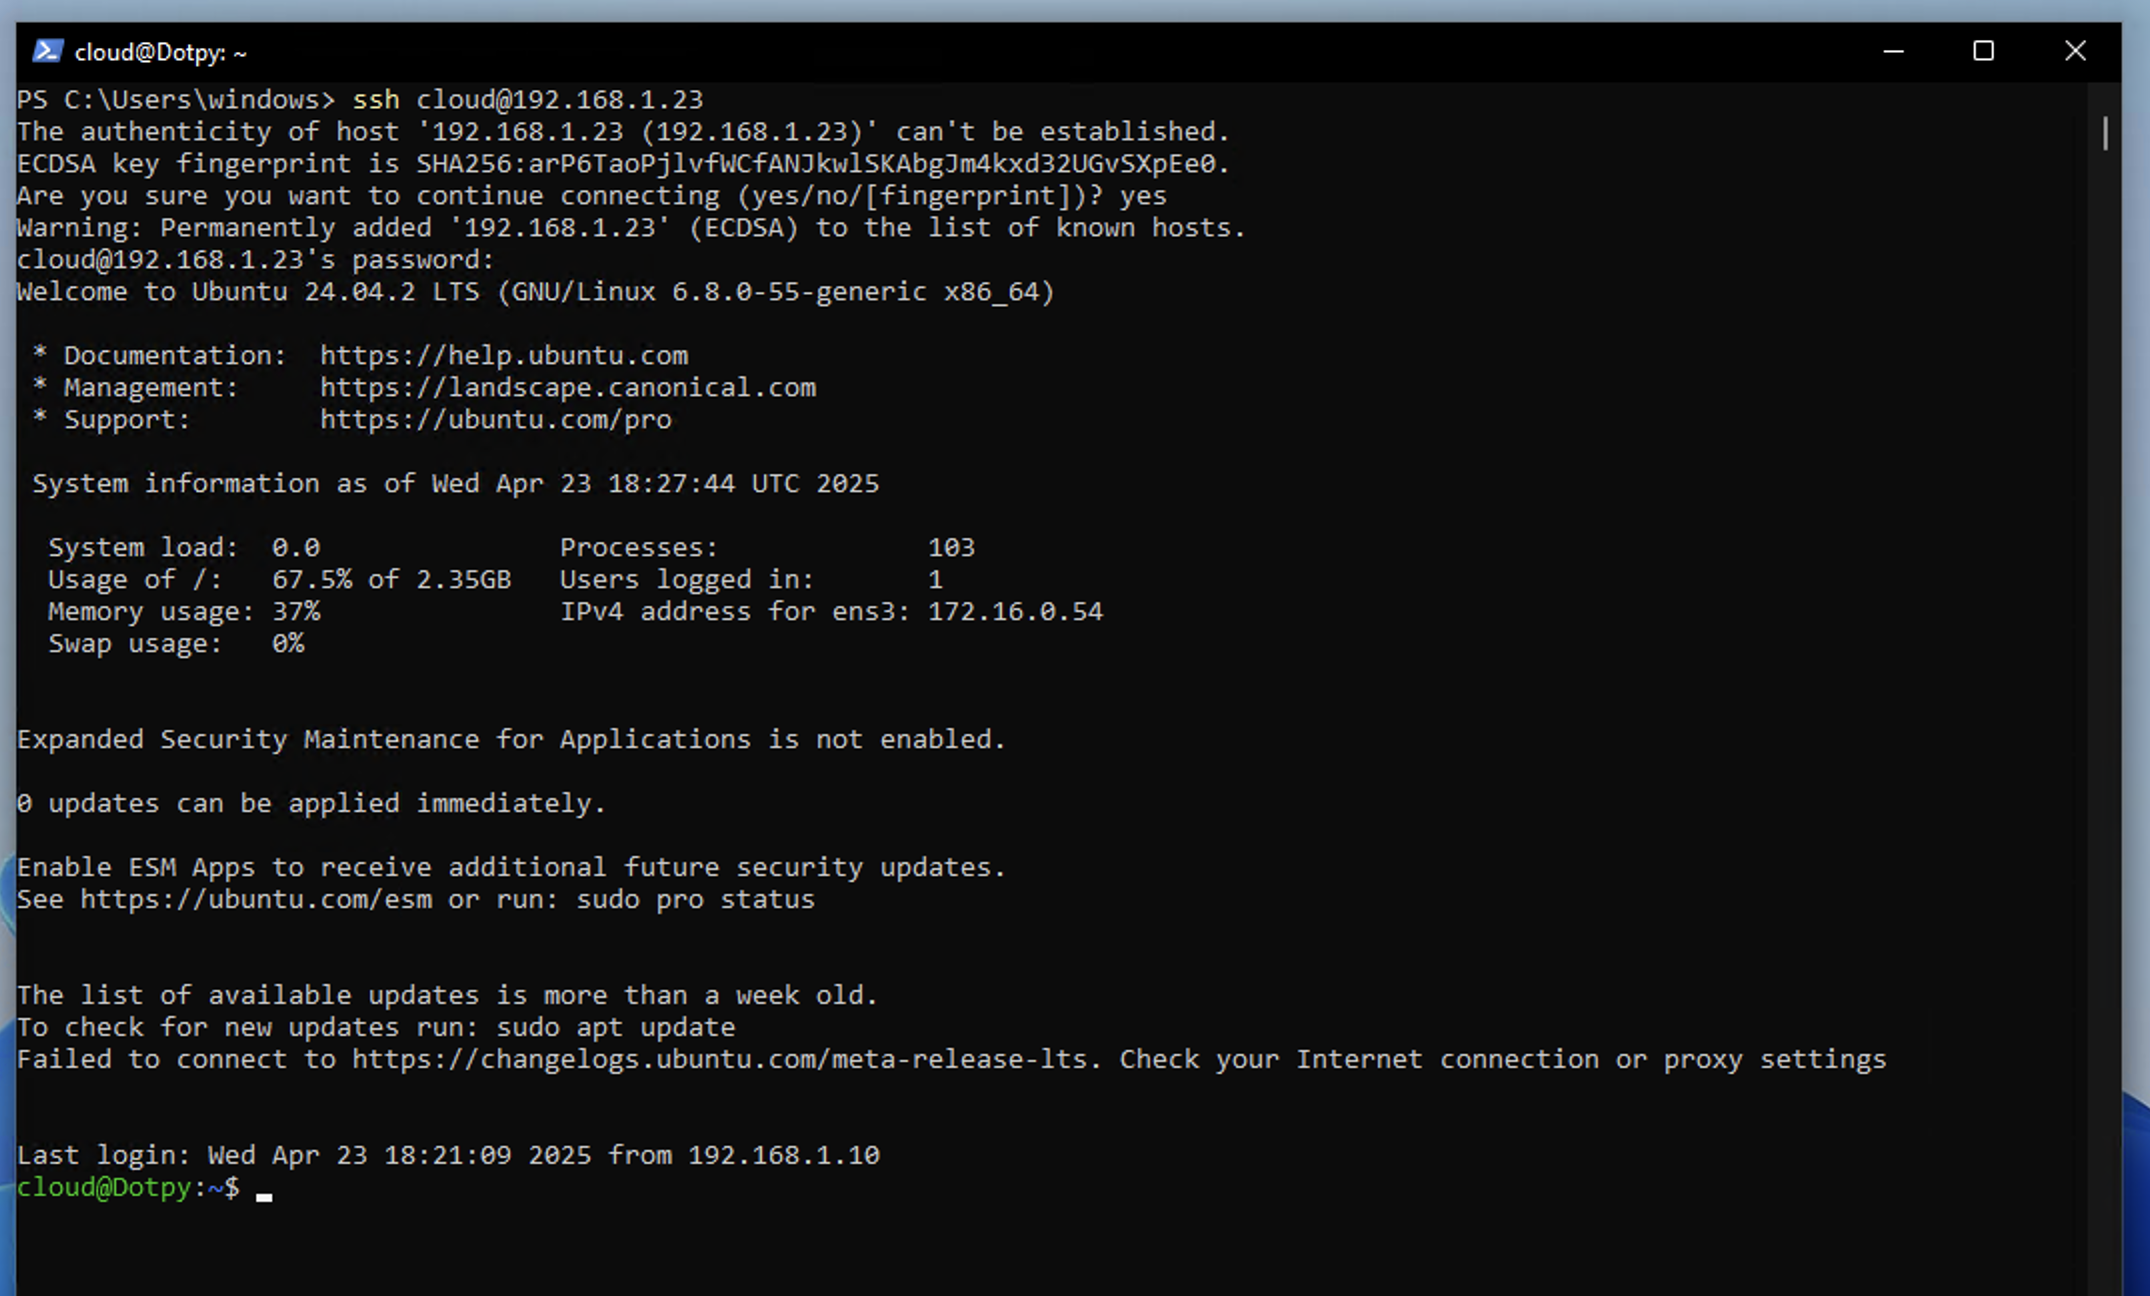 cloud@Dotpy: ~
PS C:\Users\windows> ssh cloud@192.168.1.23
The authenticity of host '192.168.1.23 (192.168.1.23)' can't be established.
ECDSA key fingerprint is SHA256:arP6TaoPjlvfWCfANJkwlSKAbgJm4kxd32UGvSXpEe0.
Are you sure you want to continue connecting (yes/no/[fingerprint])? yes
Warning: Permanently added '192.168.1.23' (ECDSA) to the list of known hosts.
cloud@192.168.1.23's password:
Welcome to Ubuntu 24.04.2 LTS (GNU/Linux 6.8.0-55-generic x86_64)
* Documentation:  https://help.ubuntu.com
* Management:     https://landscape.canonical.com
* Support:        https://ubuntu.com/pro
System information as of Wed Apr 23 18:27:44 UTC 2025
System load:  0.0               Processes:             103
Usage of /:   67.5% of 2.35GB   Users logged in:       1
Memory usage: 37%               IPv4 address for ens3: 172.16.0.54
Swap usage:   0%
Expanded Security Maintenance for Applications is not enabled.
0 updates can be applied immediately.
Enable ESM Apps to receive additional future security updates.
See https://ubuntu.com/esm or run: sudo pro status
The list of available updates is more than a week old.
To check for new updates run: sudo apt update
Failed to connect to https://changelogs.ubuntu.com/meta-release-lts. Check your Internet connection or proxy settings
Last login: Wed Apr 23 18:21:09 2025 from 192.168.1.10
cloud@Dotpy:~$